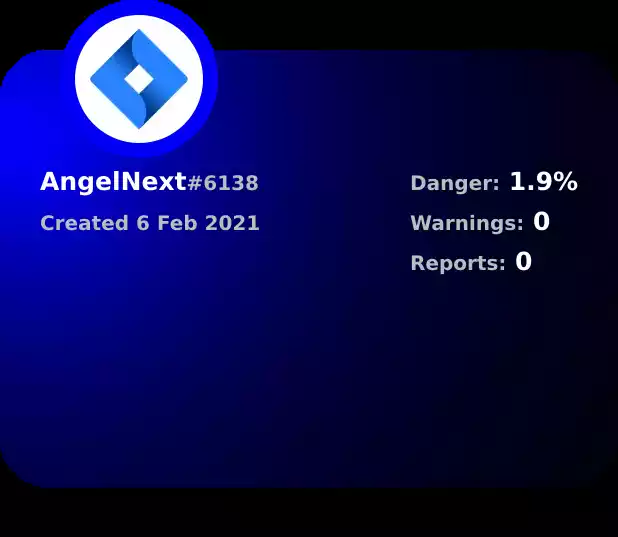 AngelNext#6138
Created 6 Feb 2021
Danger: 1.9%
Warnings: 0
Reports: 0